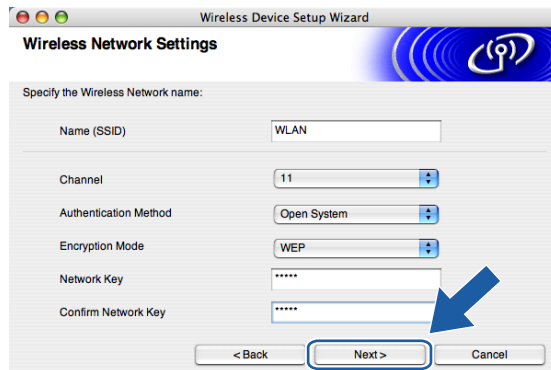 Wireless Device Setup Wizard
Wireless Network Settings
Specify the Wireless Network name:
Name (SSID) WLAN
Channel 11
Authentication Method Open System
Encryption Mode WEP
Network Key *****
Confirm Network Key *****
< Back Next > Cancel